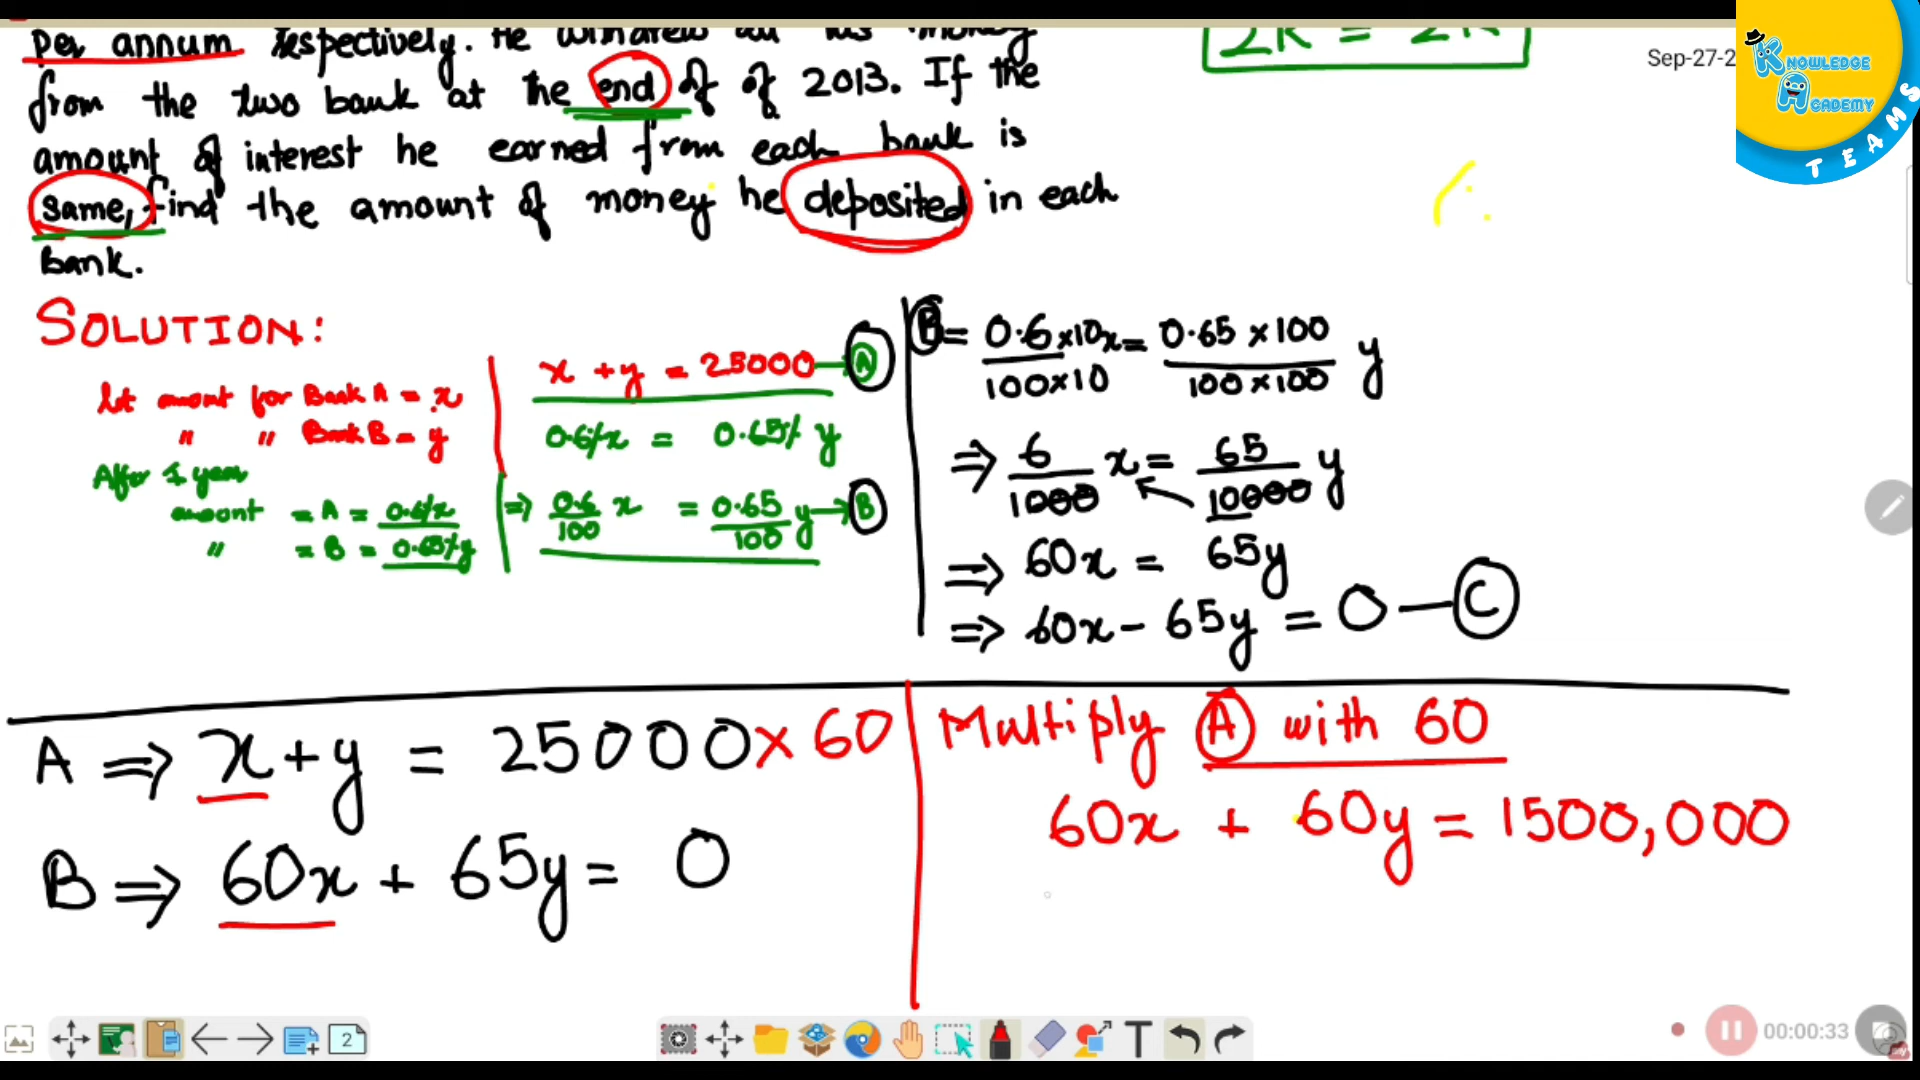 per annum respectively. He withdrew all his money
from the two bank at the end of of 2013. If the
amount of interest he earned from each bank is
same, find the amount of money he deposited in each
Bank.
2K = 2K
Sep-27-2
KNOWLEDGE
ACADEMY
TEAMS
SOLUTION:
let amount for Bank A = x
" " Bank B = y
After 1 year
amount = A = 0.6%x
" = B = 0.65%y
x + y = 25000 → A
0.6%x = 0.65% y
⇒ 0.6/100 x = 0.65/100 y → B
B = 0.6×10x/100×10 = 0.65×100/100×100 y
⇒ 6/1000 x = 65/10000 y
⇒ 60x = 65y
⇒ 60x - 65y = 0 — C
A ⇒ x + y = 25000 × 60
B ⇒ 60x + 65y = 0
Multiply A with 60
60x + 60y = 1500,000
2
T
00:00:33